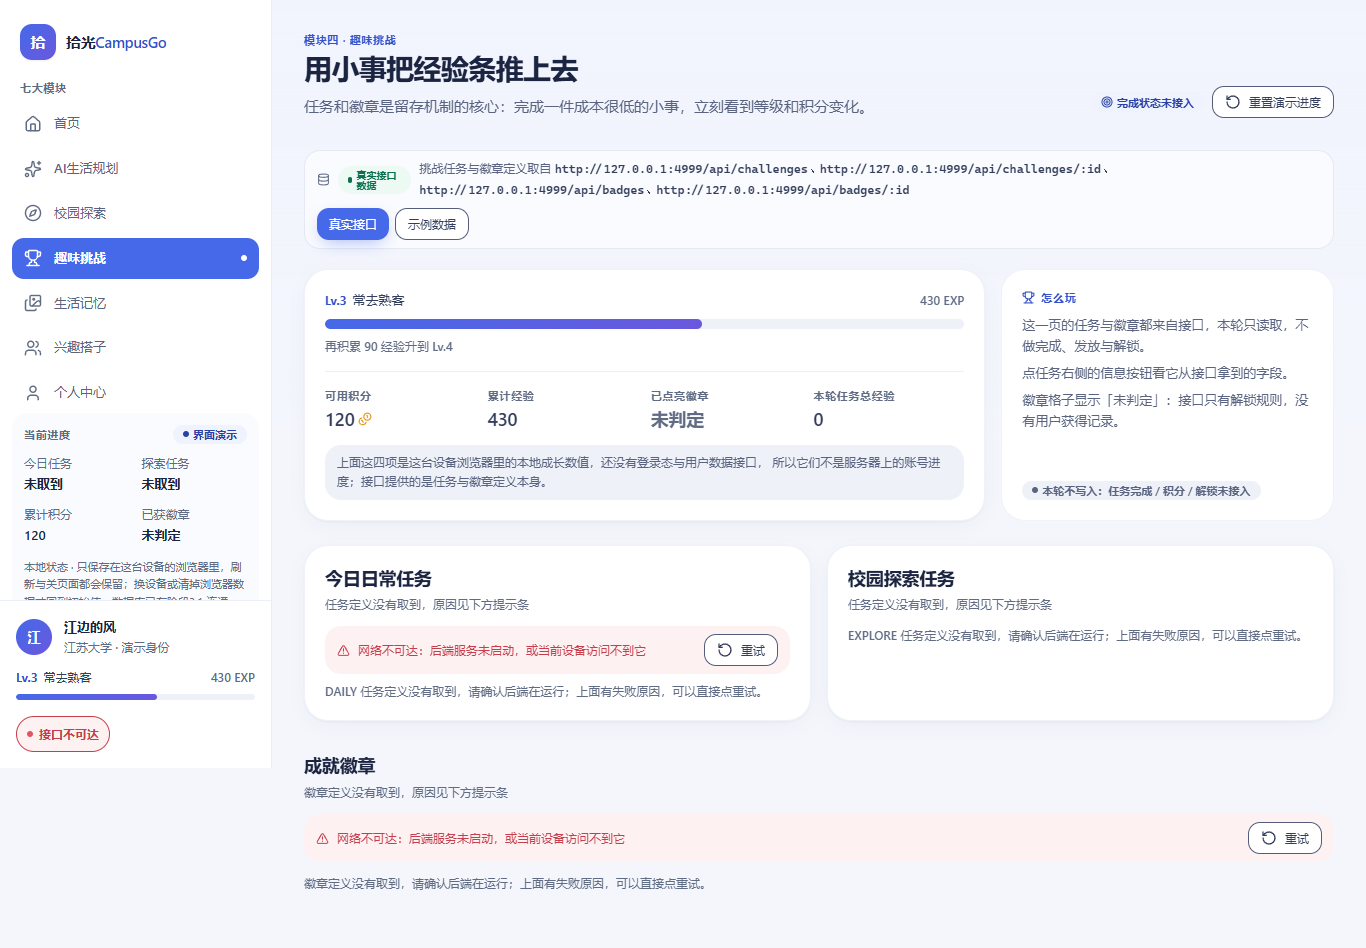 拾
拾光CampusGo
七大模块
首页
AI生活规划
校园探索
趣味挑战
生活记忆
兴趣搭子
个人中心
当前进度
界面演示
今日任务
探索任务
未取到
未取到
累计积分
已获徽章
120
未判定
本地状态 · 只保存在这台设备的浏览器里，刷
新与关页面都会保留；换设备或清掉浏览器数
江
江边的风
江苏大学 · 演示身份
Lv.3 常去熟客
430 EXP
接口不可达
模块四 · 趣味挑战
用小事把经验条推上去
任务和徽章是留存机制的核心：完成一件成本很低的小事，立刻看到等级和积分变化。
完成状态未接入
重置演示进度
真实接口
数据
挑战任务与徽章定义取自 http://127.0.0.1:4999/api/challenges、http://127.0.0.1:4999/api/challenges/:id、
http://127.0.0.1:4999/api/badges、http://127.0.0.1:4999/api/badges/:id
真实接口
示例数据
Lv.3 常去熟客
430 EXP
再积累 90 经验升到 Lv.4
可用积分
累计经验
已点亮徽章
本轮任务总经验
120
430
未判定
0
上面这四项是这台设备浏览器里的本地成长数值，还没有登录态与用户数据接口， 所以它们不是服务器上的账号进
度；接口提供的是任务与徽章定义本身。
怎么玩
这一页的任务与徽章都来自接口，本轮只读取，不
做完成、发放与解锁。
点任务右侧的信息按钮看它从接口拿到的字段。
徽章格子显示「未判定」：接口只有解锁规则，没
有用户获得记录。
本轮不写入：任务完成 / 积分 / 解锁未接入
今日日常任务
任务定义没有取到，原因见下方提示条
网络不可达：后端服务未启动，或当前设备访问不到它
重试
DAILY 任务定义没有取到，请确认后端在运行；上面有失败原因，可以直接点重试。
校园探索任务
任务定义没有取到，原因见下方提示条
EXPLORE 任务定义没有取到，请确认后端在运行；上面有失败原因，可以直接点重试。
成就徽章
徽章定义没有取到，原因见下方提示条
网络不可达：后端服务未启动，或当前设备访问不到它
重试
徽章定义没有取到，请确认后端在运行；上面有失败原因，可以直接点重试。